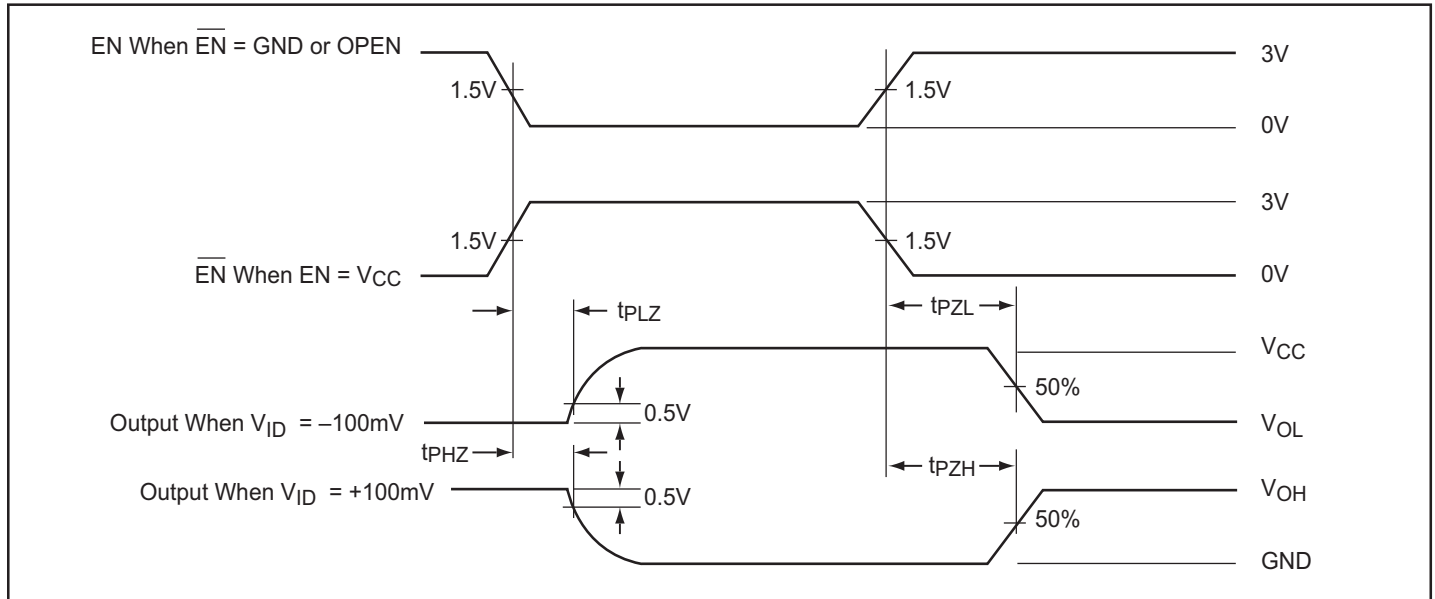 EN When E̅N̅ = GND or OPEN
3V
1.5V
1.5V
0V
3V
1.5V
1.5V
E̅N̅ When EN = VCC
0V
tPLZ
tPZL
VCC
50%
Output When VID = –100mV
0.5V
VOL
tPHZ
tPZH
Output When VID = +100mV
0.5V
VOH
50%
GND